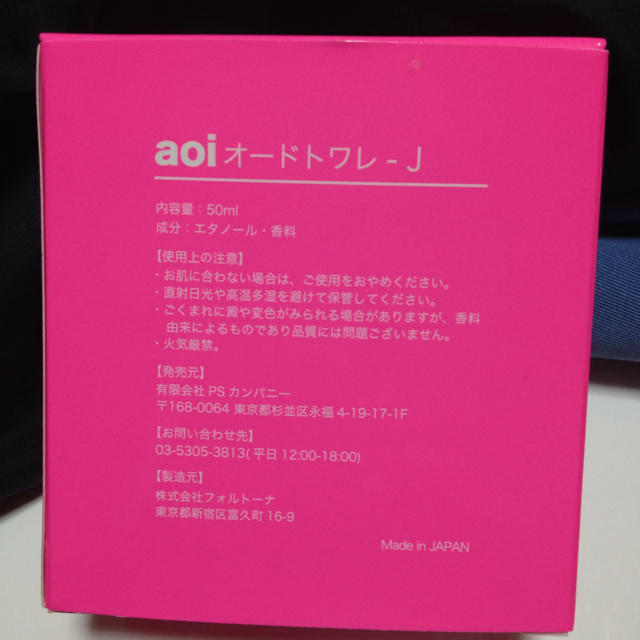 aoi オードトワレ - J
内容量：50ml
成分：エタノール・香料
【使用上の注意】
・お肌に合わない場合は、ご使用をおやめください。
・直射日光や高温多湿を避けて保管してください。
・ごくまれに澱や変色がみられる場合がありますが、香料
由来によるものであり品質には問題ございません。
・火気厳禁。
【発売元】
有限会社 PS カンパニー
〒168-0064 東京都杉並区永福 4-19-17-1F
【お問い合わせ先】
03-5305-3813( 平日 12:00-18:00)
【製造元】
株式会社フォルトーナ
東京都新宿区富久町 16-9
Made in JAPAN